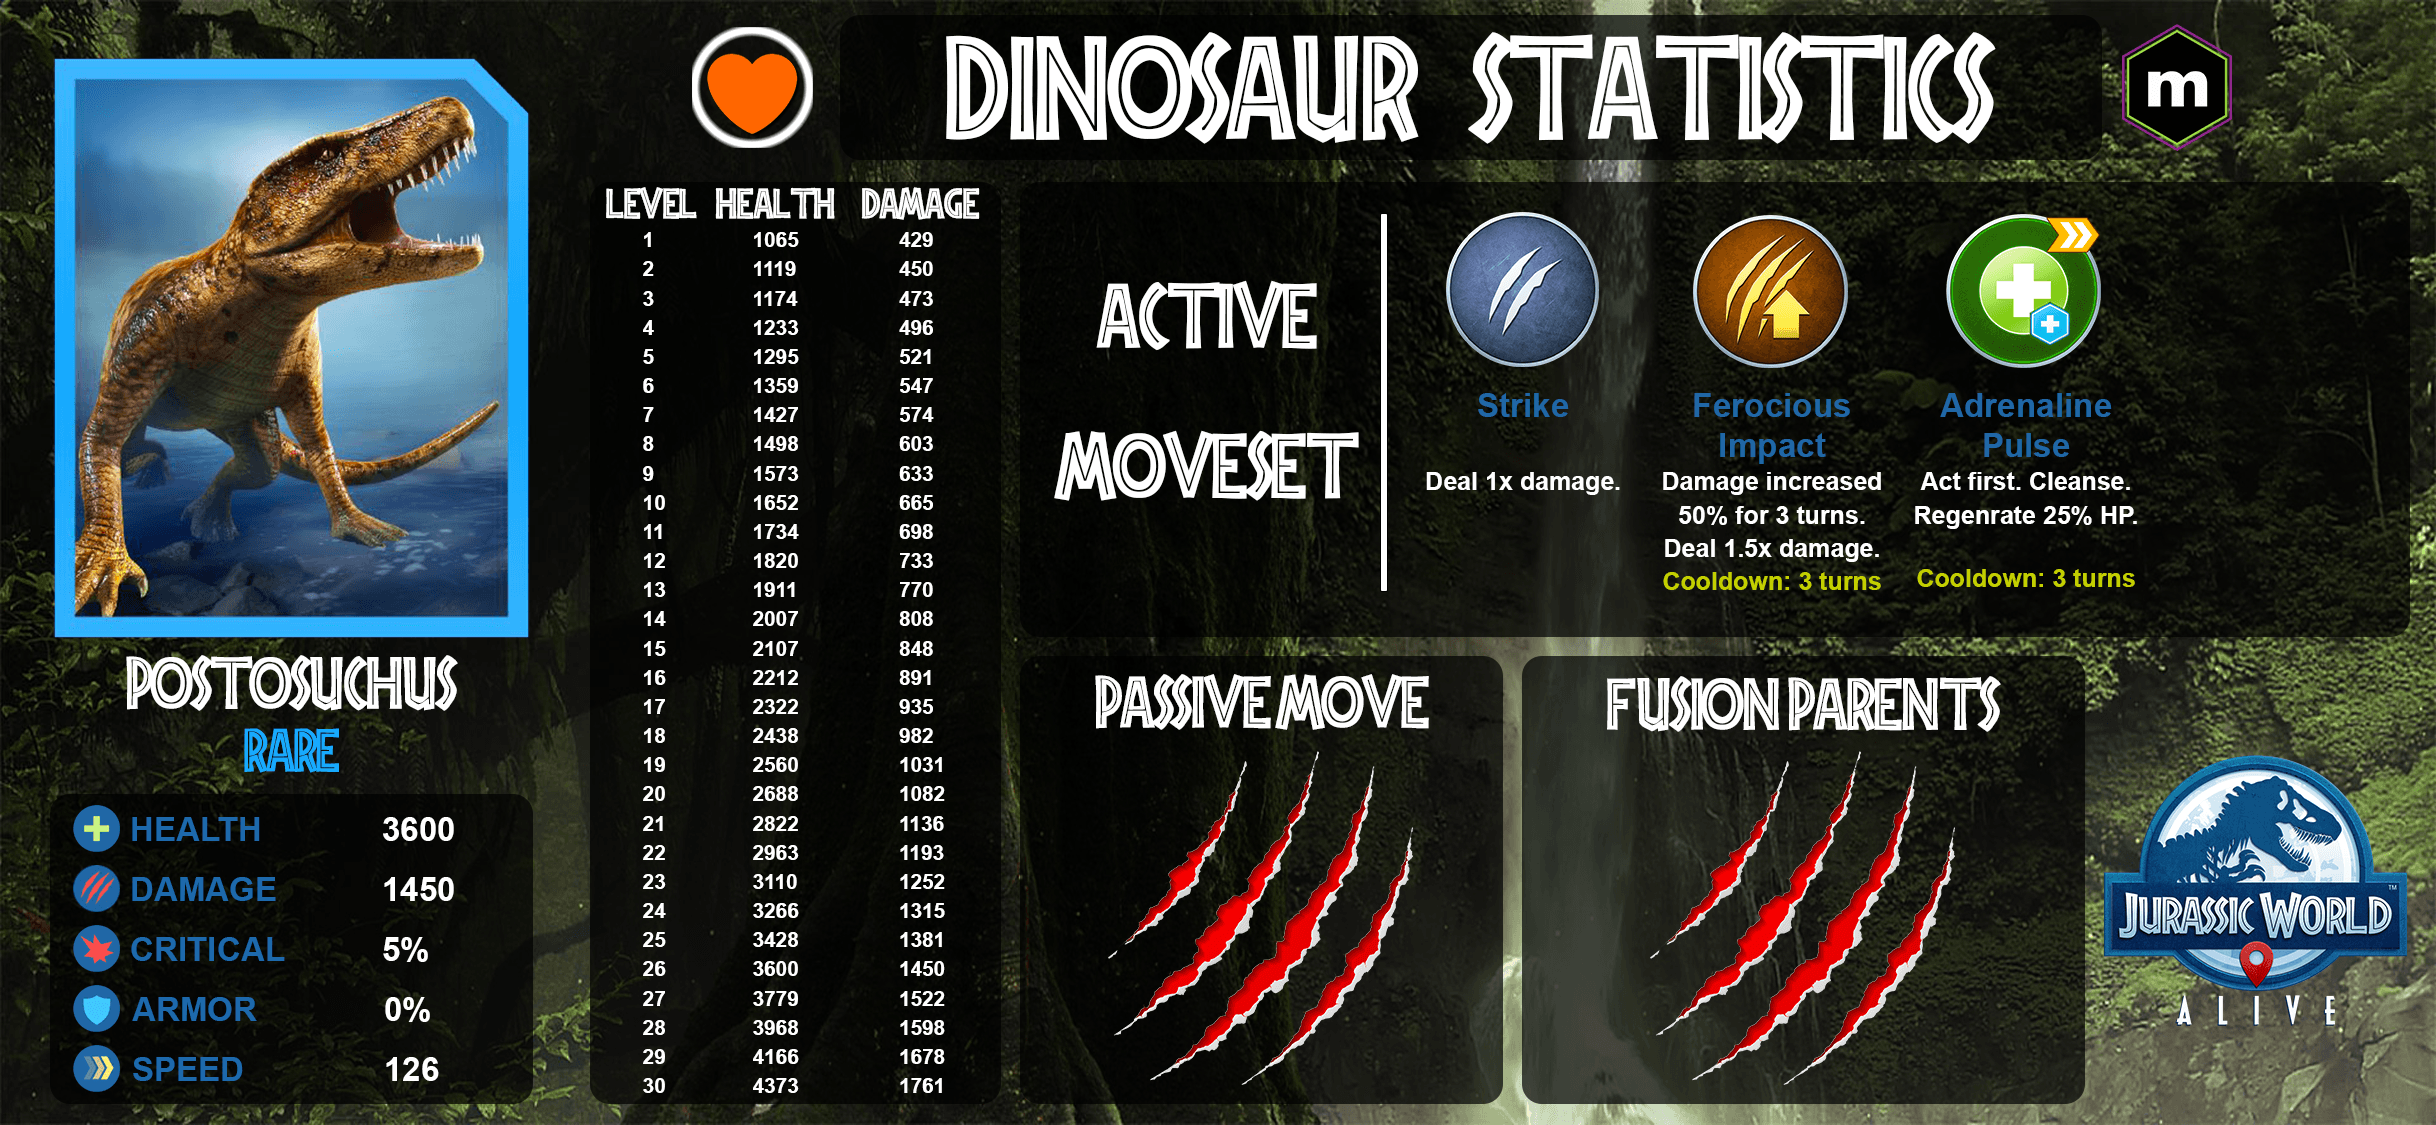 DINOSAUR STATISTICS
m
POSTOSUCHUS
RARE
HEALTH 3600
DAMAGE 1450
CRITICAL 5%
ARMOR 0%
SPEED 126
LEVEL HEALTH DAMAGE
1 1065 429
2 1119 450
3 1174 473
4 1233 496
5 1295 521
6 1359 547
7 1427 574
8 1498 603
9 1573 633
10 1652 665
11 1734 698
12 1820 733
13 1911 770
14 2007 808
15 2107 848
16 2212 891
17 2322 935
18 2438 982
19 2560 1031
20 2688 1082
21 2822 1136
22 2963 1193
23 3110 1252
24 3266 1315
25 3428 1381
26 3600 1450
27 3779 1522
28 3968 1598
29 4166 1678
30 4373 1761
ACTIVE
MOVESET
Strike
Deal 1x damage.
Ferocious
Impact
Damage increased
50% for 3 turns.
Deal 1.5x damage.
Cooldown: 3 turns
Adrenaline
Pulse
Act first. Cleanse.
Regenrate 25% HP.
Cooldown: 3 turns
PASSIVE MOVE
FUSION PARENTS
JURASSIC WORLD™
ALIVE